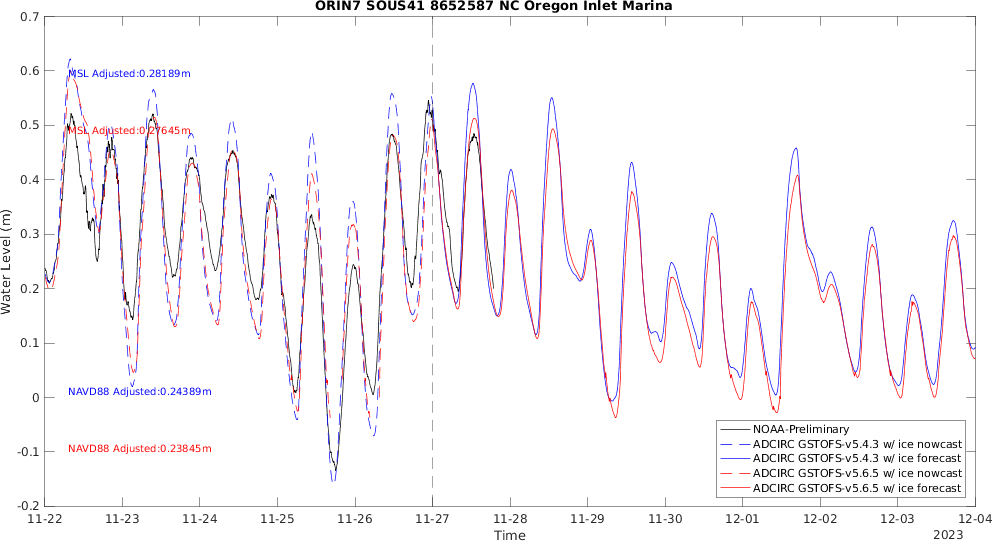 ORIN7 SOUS41 8652587 NC Oregon Inlet Marina
0.7
0.6
0.5
0.4
0.3
0.2
0.1
0
-0.1
-0.2
Water Level (m)
MSL Adjusted:0.28189m
MSL Adjusted:0.27645m
NAVD88 Adjusted:0.24389m
NAVD88 Adjusted:0.23845m
NOAA-Preliminary
ADCIRC GSTOFS-v5.4.3 w/ ice nowcast
ADCIRC GSTOFS-v5.4.3 w/ ice forecast
ADCIRC GSTOFS-v5.6.5 w/ ice nowcast
ADCIRC GSTOFS-v5.6.5 w/ ice forecast
11-22 11-23 11-24 11-25 11-26 11-27 11-28 11-29 11-30 12-01 12-02 12-03 12-04
Time
2023